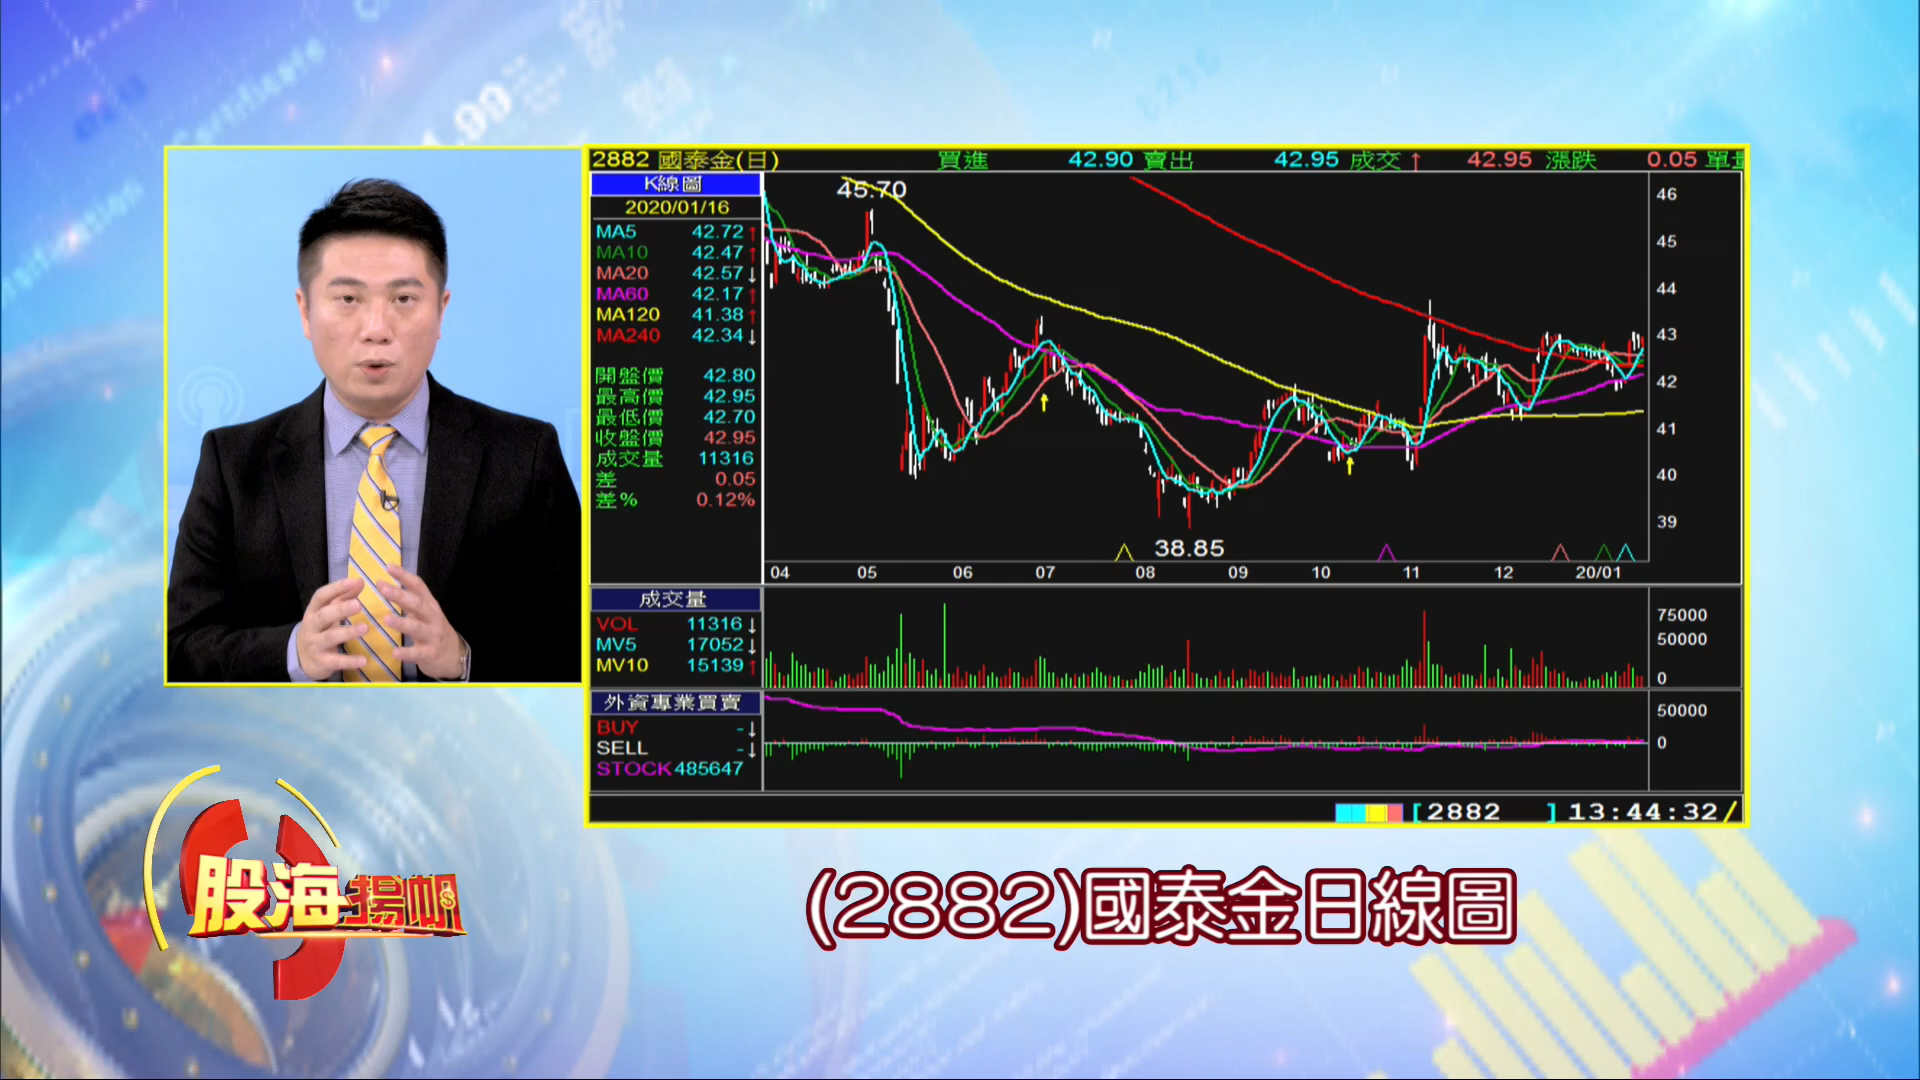 2882 國泰金(日) 買進 42.90 賣出 42.95 成交↑ 42.95 漲跌 0.05 單量
K線圖
2020/01/16
MA5 42.72↑
MA10 42.47↑
MA20 42.57↓
MA60 42.17↑
MA120 41.38↑
MA240 42.34↓
開盤價 42.80
最高價 42.95
最低價 42.70
收盤價 42.95
成交量 11316
差 0.05
差% 0.12%
45.70
38.85
46
45
44
43
42
41
40
39
04 05 06 07 08 09 10 11 12 20/01
成交量
VOL 11316↓
MV5 17052↓
MV10 15139↑
75000
50000
0
外資專業買賣
BUY -↓
SELL -↓
STOCK 485647
50000
0
[2882 ] 13:44:32/
股海揚帆
(2882)國泰金日線圖